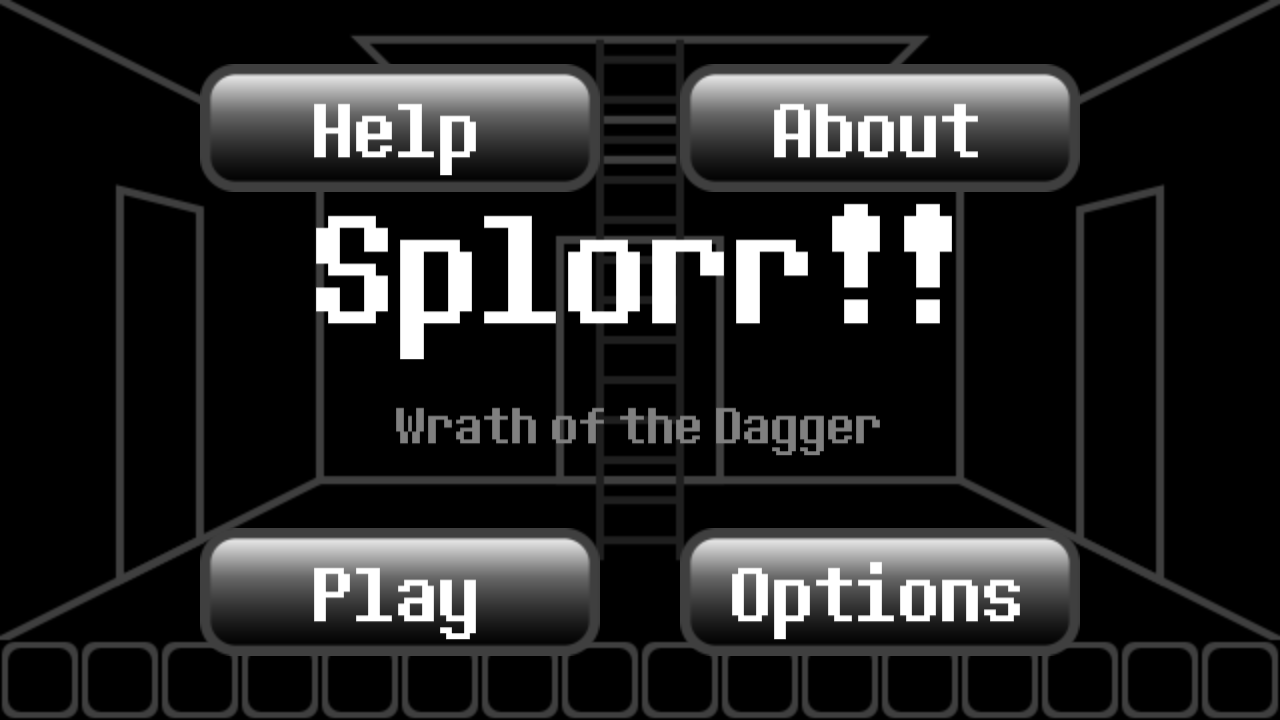 Help
About
Splorr!!
Wrath of the Dagger
Play
Options